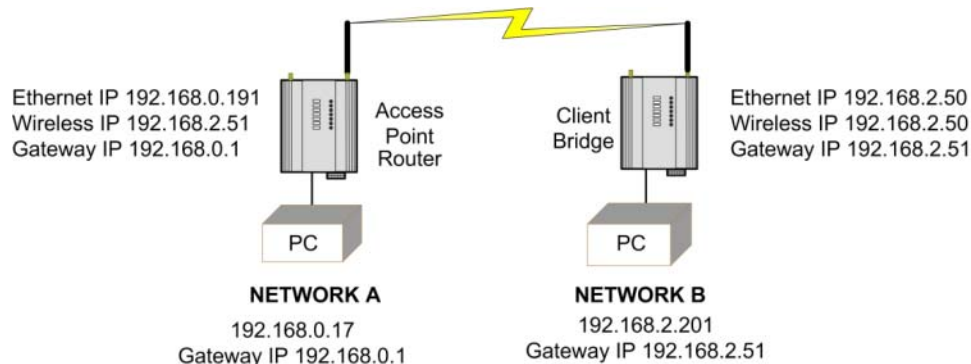 Ethernet IP 192.168.0.191
Wireless IP 192.168.2.51
Gateway IP 192.168.0.1
Access
Point
Router
Client
Bridge
Ethernet IP 192.168.2.50
Wireless IP 192.168.2.50
Gateway IP 192.168.2.51
PC
PC
NETWORK A
192.168.0.17
Gateway IP 192.168.0.1
NETWORK B
192.168.2.201
Gateway IP 192.168.2.51